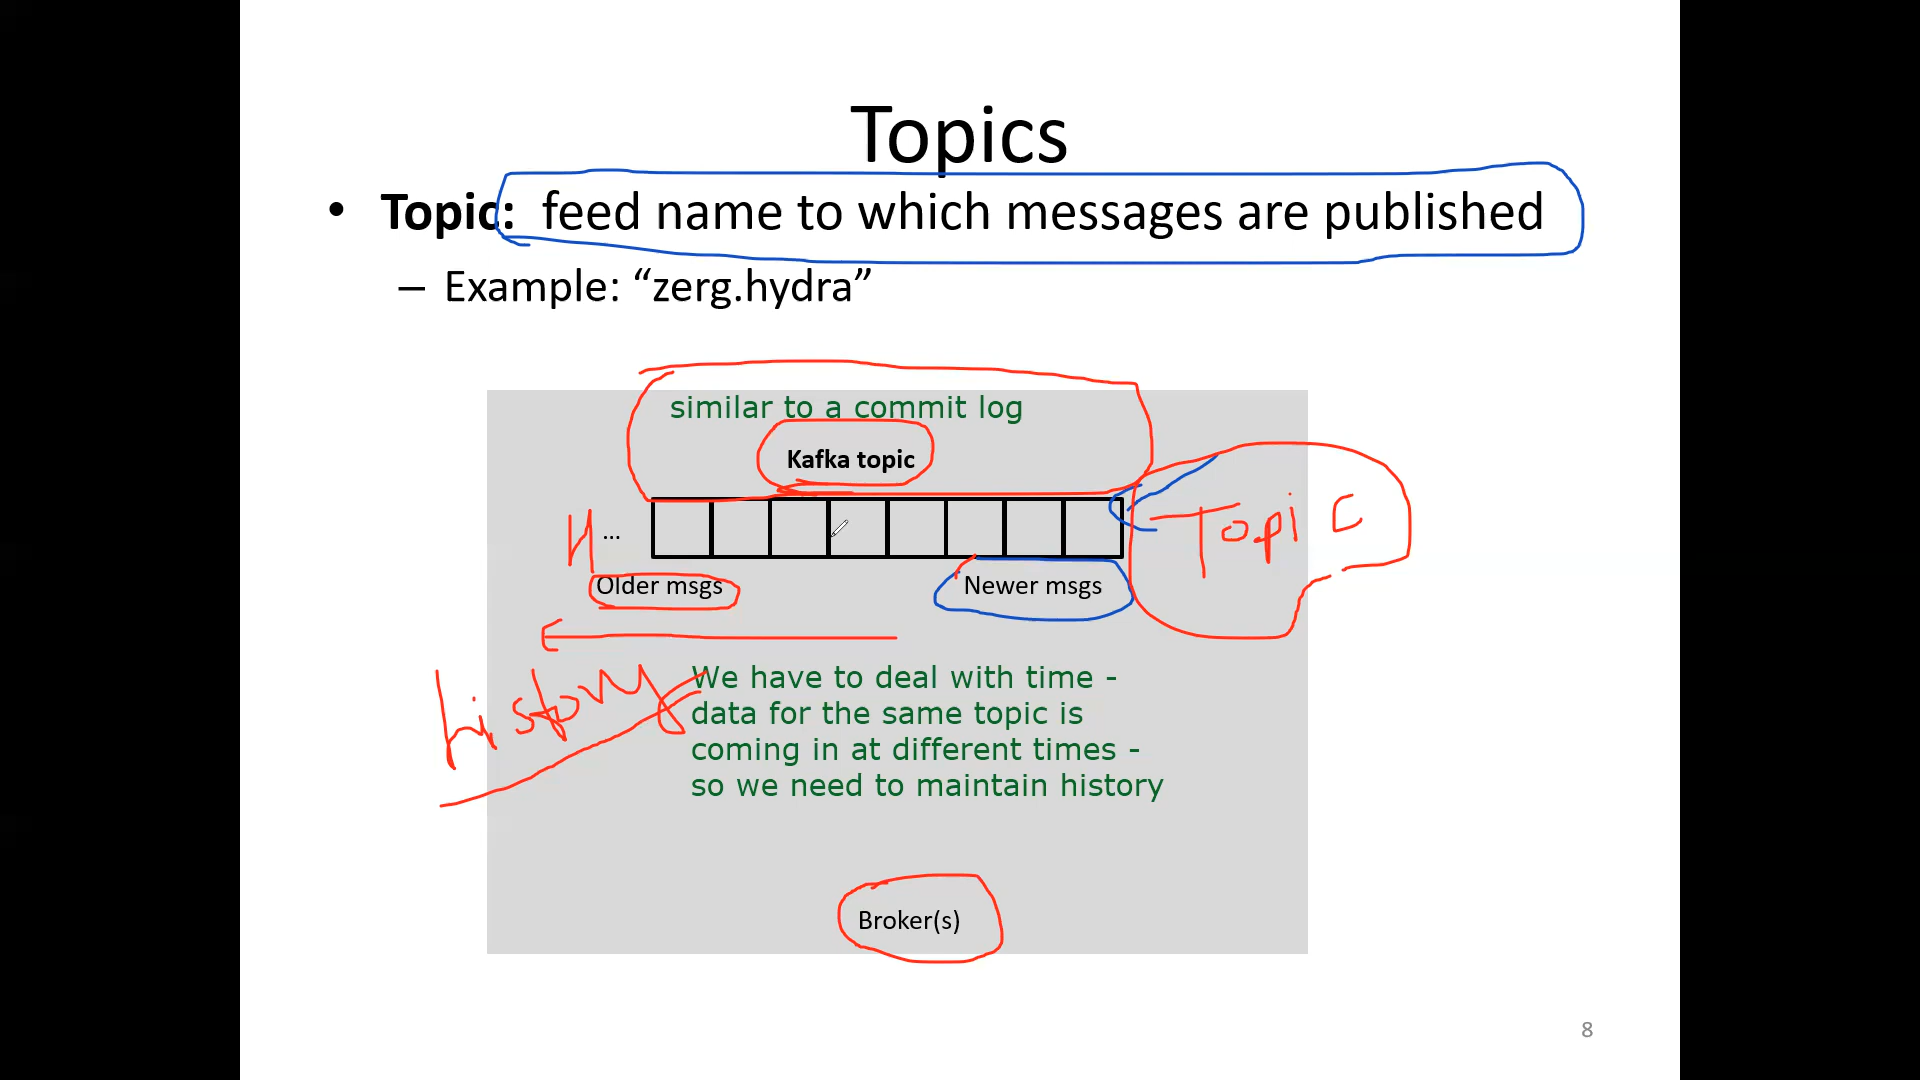 Topics
• Topic: feed name to which messages are published
– Example: “zerg.hydra”
similar to a commit log
Kafka topic
...
Topic
Older msgs
Newer msgs
history
We have to deal with time -
data for the same topic is
coming in at different times -
so we need to maintain history
Broker(s)
8